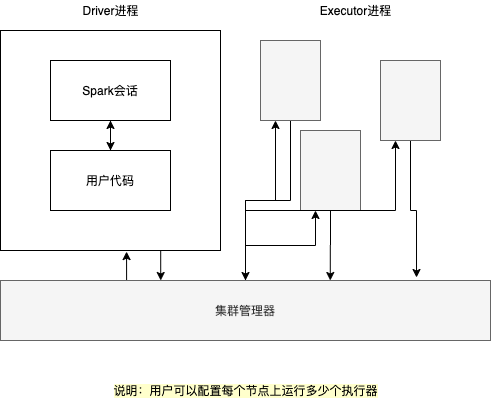 Driver进程
Executor进程
Spark会话
用户代码
集群管理器
说明：用户可以配置每个节点上运行多少个执行器